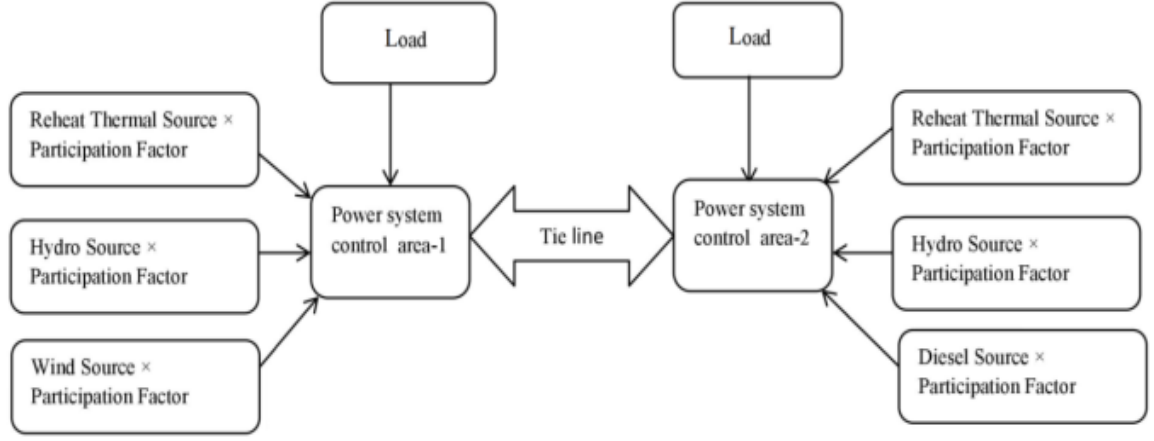 Load
Load
Reheat Thermal Source ×
Participation Factor
Hydro Source ×
Participation Factor
Wind Source ×
Participation Factor
Power system
control area-1
Tie line
Power system
control area-2
Reheat Thermal Source ×
Participation Factor
Hydro Source ×
Participation Factor
Diesel Source ×
Participation Factor